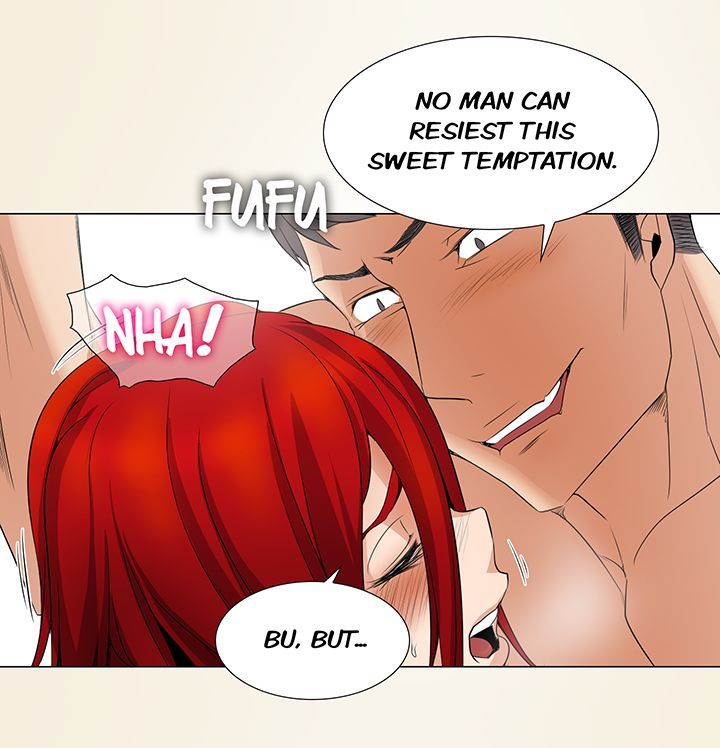 NO MAN CAN
RESIEST THIS
SWEET TEMPTATION.
FUFU
NHA!
BU, BUT...